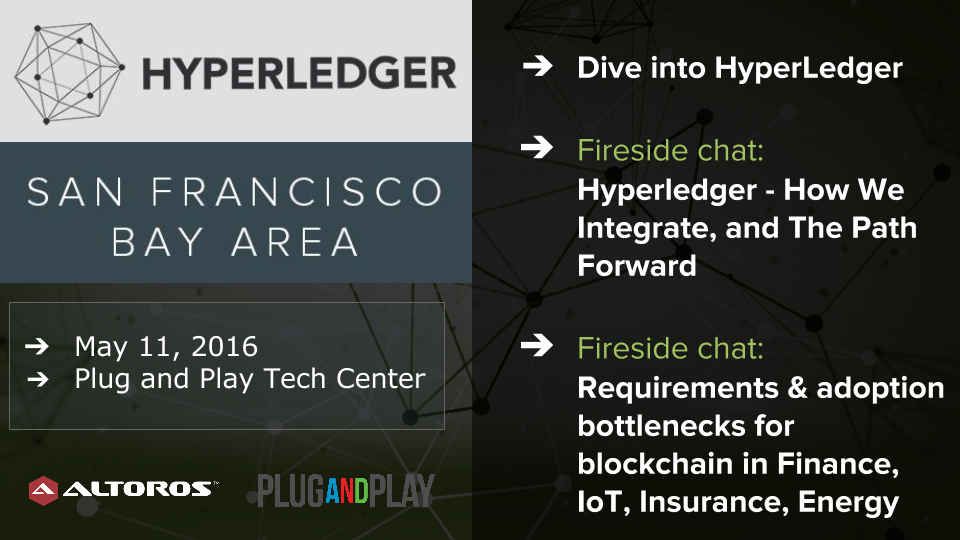 HYPERLEDGER
SAN FRANCISCO
BAY AREA
➔ May 11, 2016
➔ Plug and Play Tech Center
ALTOROS™
PLUGANDPLAY
➔ Dive into HyperLedger
➔ Fireside chat:
Hyperledger - How We
Integrate, and The Path
Forward
➔ Fireside chat:
Requirements & adoption
bottlenecks for
blockchain in Finance,
IoT, Insurance, Energy